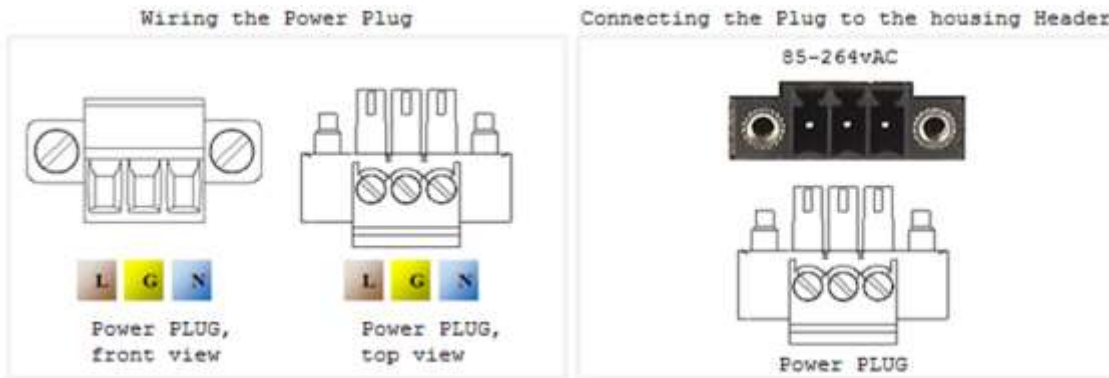 Wiring the Power Plug
Connecting the Plug to the housing Header
85-264vAC
L G N
L G N
Power PLUG,
front view
Power PLUG,
top view
Power PLUG